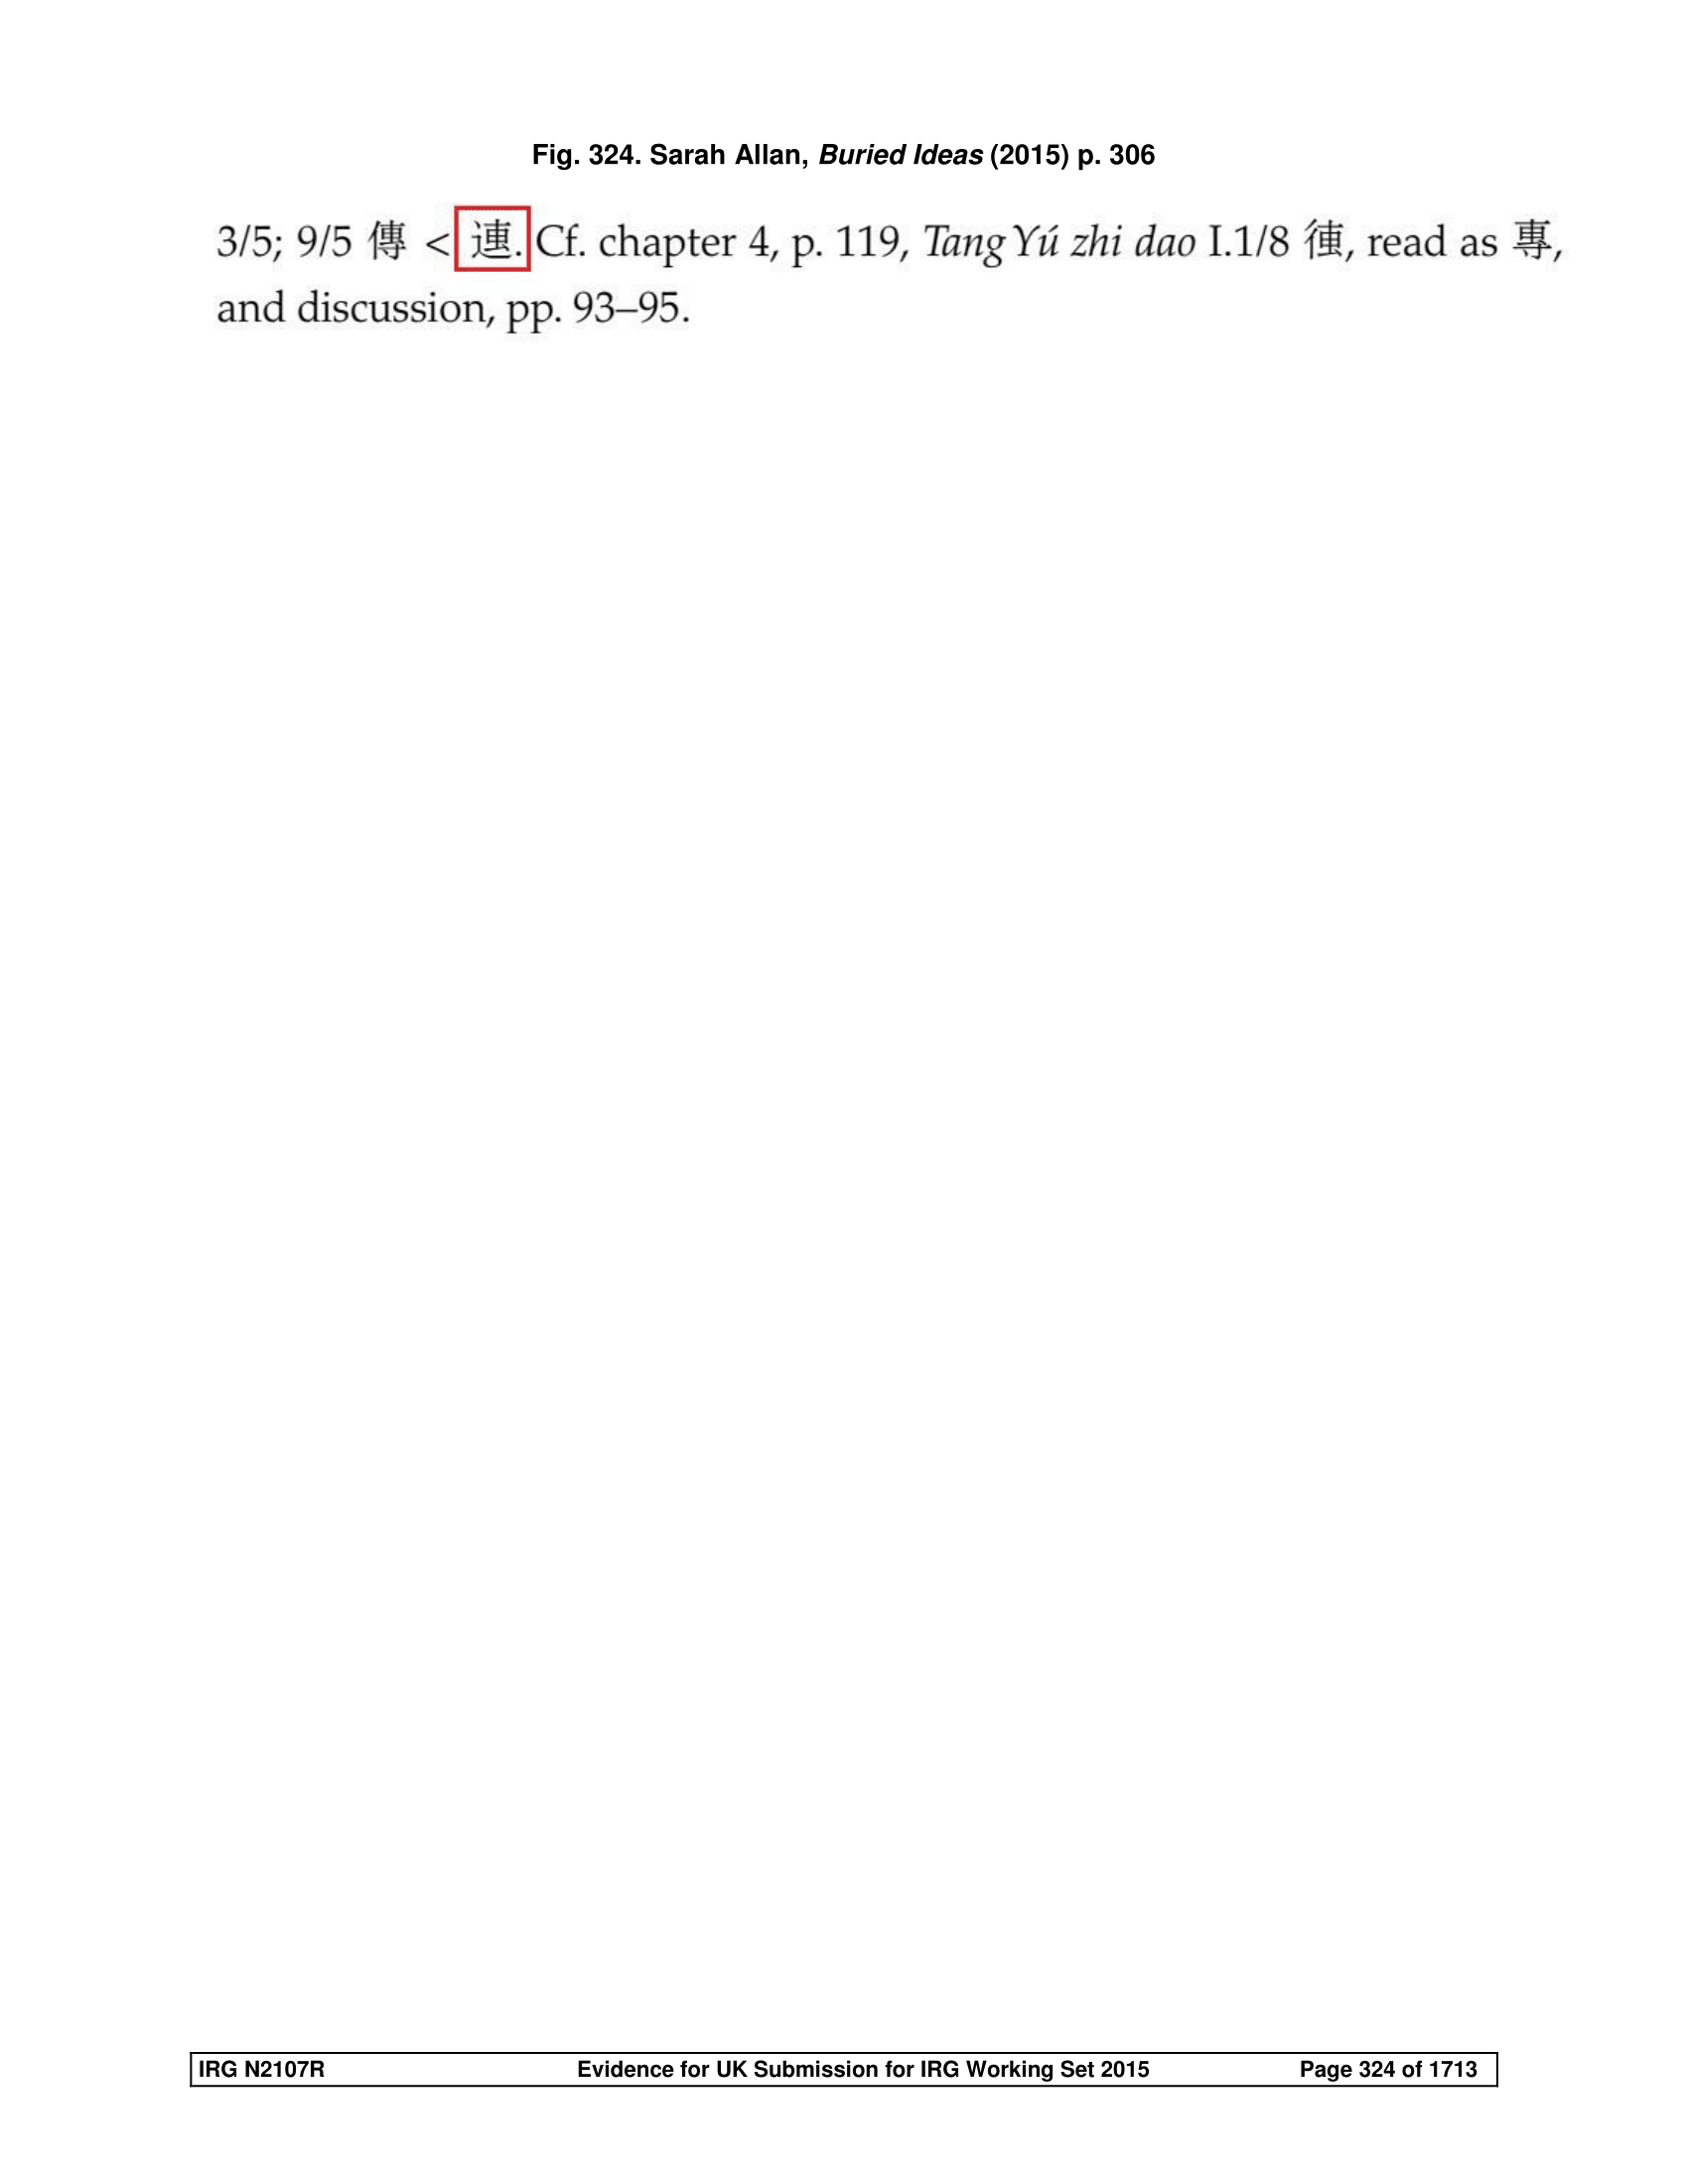 Fig. 324. Sarah Allan, Buried Ideas (2015) p. 306
3/5; 9/5 傳 < . Cf. chapter 4, p. 119, Tang Yú zhi dao I.1/8 , read as 專,
and discussion, pp. 93–95.
IRG N2107R Evidence for UK Submission for IRG Working Set 2015 Page 324 of 1713